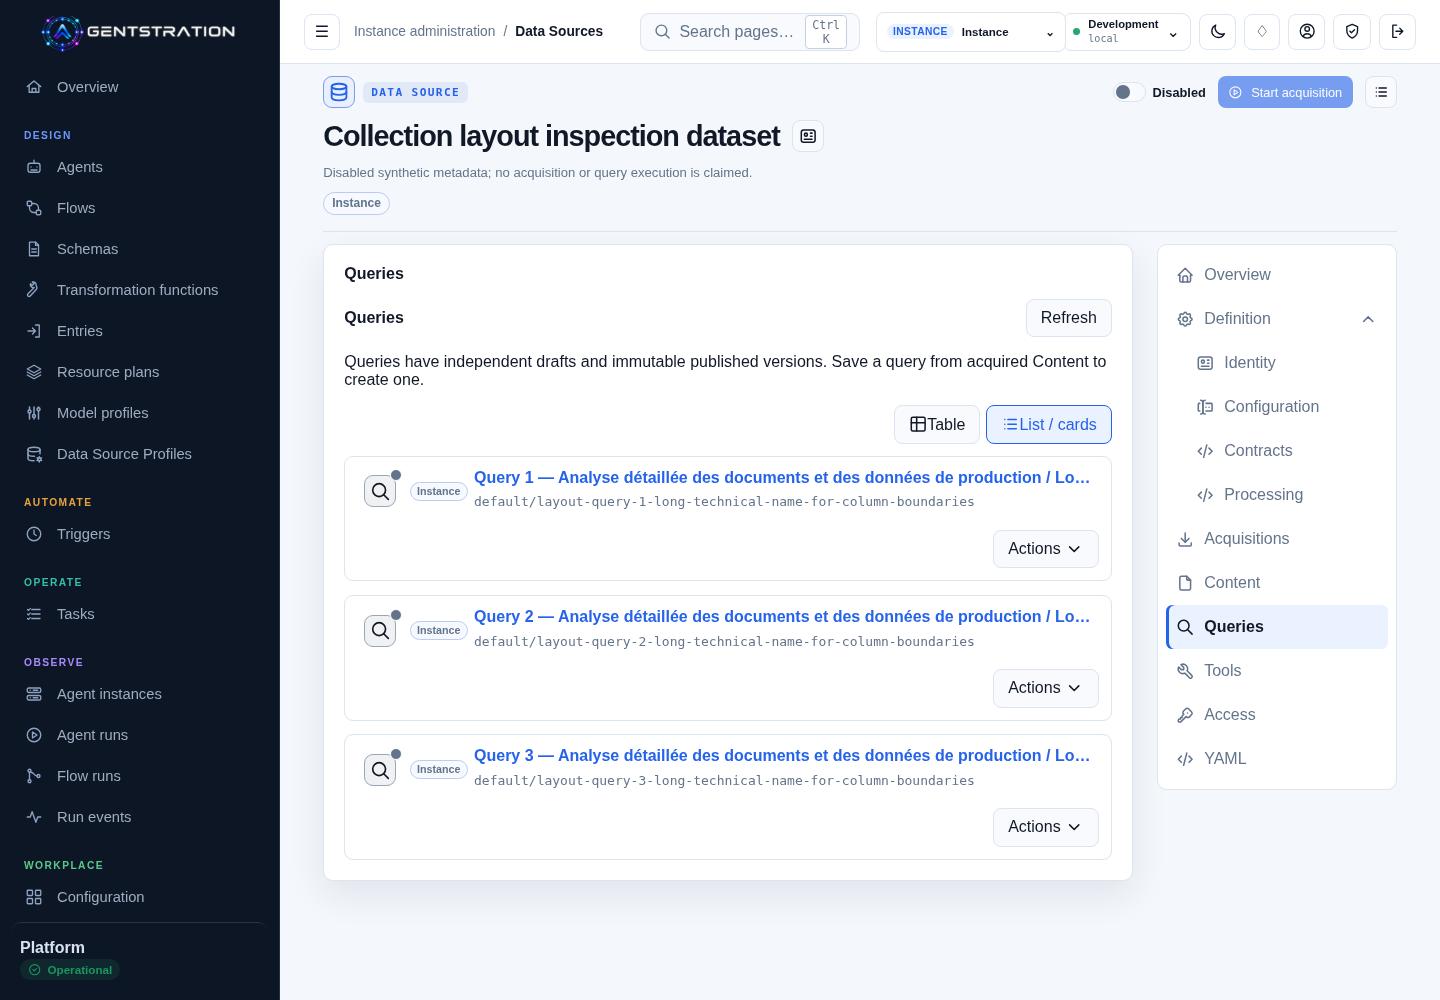 GENTSTRATION
Overview
DESIGN
Agents
Flows
Schemas
Transformation functions
Entries
Resource plans
Model profiles
Data Source Profiles
AUTOMATE
Triggers
OPERATE
Tasks
OBSERVE
Agent instances
Agent runs
Flow runs
Run events
WORKPLACE
Configuration
Platform
Operational
Instance administration / Data Sources
Search pages…
Ctrl
K
INSTANCE Instance
Development
local
DATA SOURCE
Disabled
Start acquisition
Collection layout inspection dataset
Disabled synthetic metadata; no acquisition or query execution is claimed.
Instance
Queries
Queries
Refresh
Queries have independent drafts and immutable published versions. Save a query from acquired Content to
create one.
Table
List / cards
Instance
Query 1 — Analyse détaillée des documents et des données de production / Lo…
default/layout-query-1-long-technical-name-for-column-boundaries
Actions
Instance
Query 2 — Analyse détaillée des documents et des données de production / Lo…
default/layout-query-2-long-technical-name-for-column-boundaries
Actions
Instance
Query 3 — Analyse détaillée des documents et des données de production / Lo…
default/layout-query-3-long-technical-name-for-column-boundaries
Actions
Overview
Definition
Identity
Configuration
Contracts
Processing
Acquisitions
Content
Queries
Tools
Access
YAML